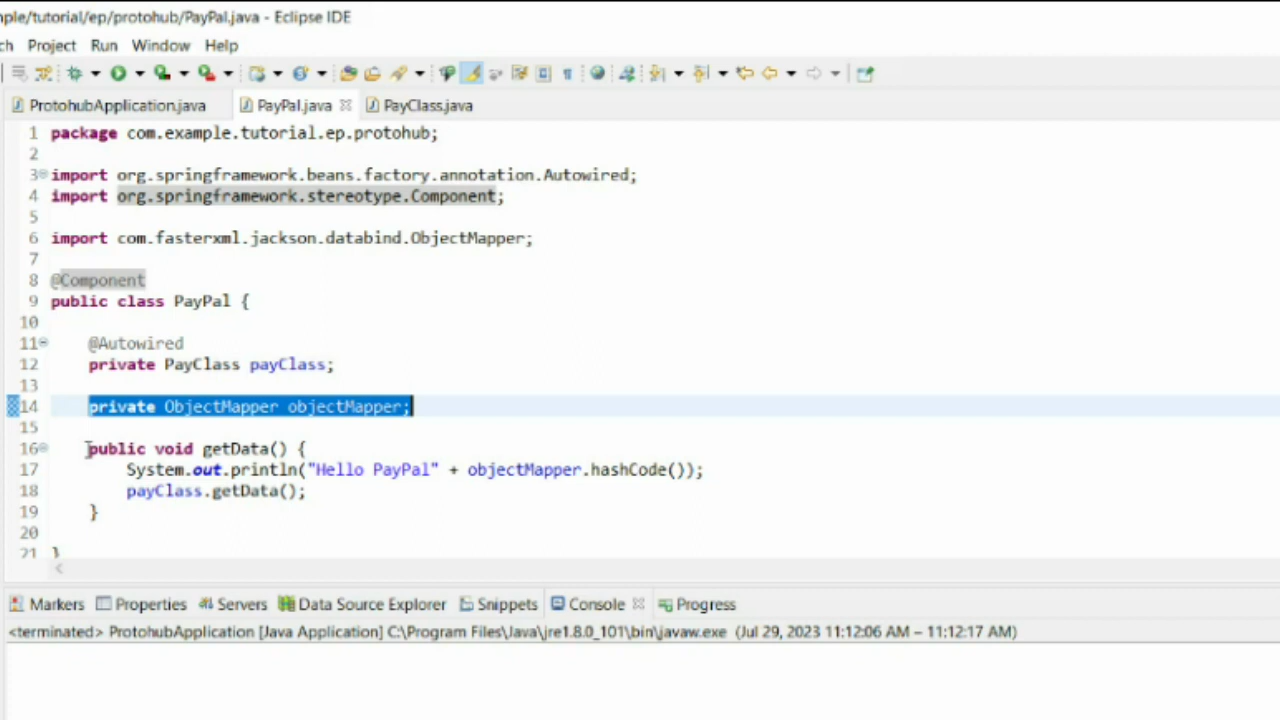 ple/tutorial/ep/protohub/PayPal.java - Eclipse IDE
ch Project Run Window Help
ProtohubApplication.java PayPal.java PayClass.java
1 package com.example.tutorial.ep.protohub;
2
3 import org.springframework.beans.factory.annotation.Autowired;
4 import org.springframework.stereotype.Component;
5
6 import com.fasterxml.jackson.databind.ObjectMapper;
7
8 @Component
9 public class PayPal {
10
11 @Autowired
12 private PayClass payClass;
13
14 private ObjectMapper objectMapper;
15
16 public void getData() {
17 System.out.println("Hello PayPal" + objectMapper.hashCode());
18 payClass.getData();
19 }
20
21 }
Markers Properties Servers Data Source Explorer Snippets Console Progress
<terminated> ProtohubApplication [Java Application] C:\Program Files\Java\jre1.8.0_101\bin\javaw.exe (Jul 29, 2023 11:12:06 AM – 11:12:17 AM)